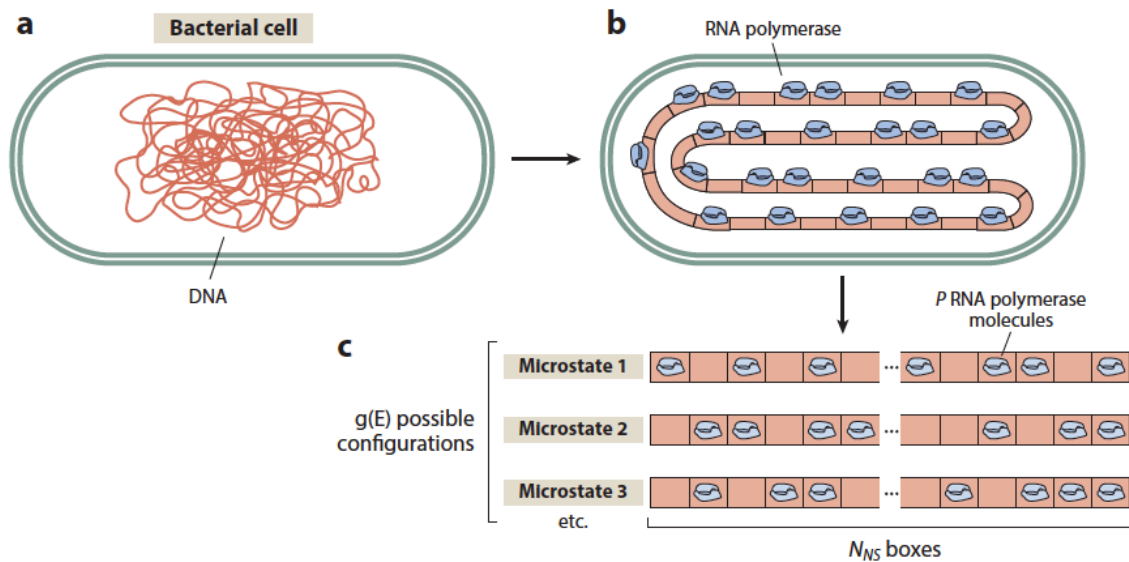 a
Bacterial cell
DNA
b
RNA polymerase
c
P RNA polymerase
molecules
g(E) possible
configurations
Microstate 1
...
Microstate 2
...
Microstate 3
...
etc.
N_NS boxes